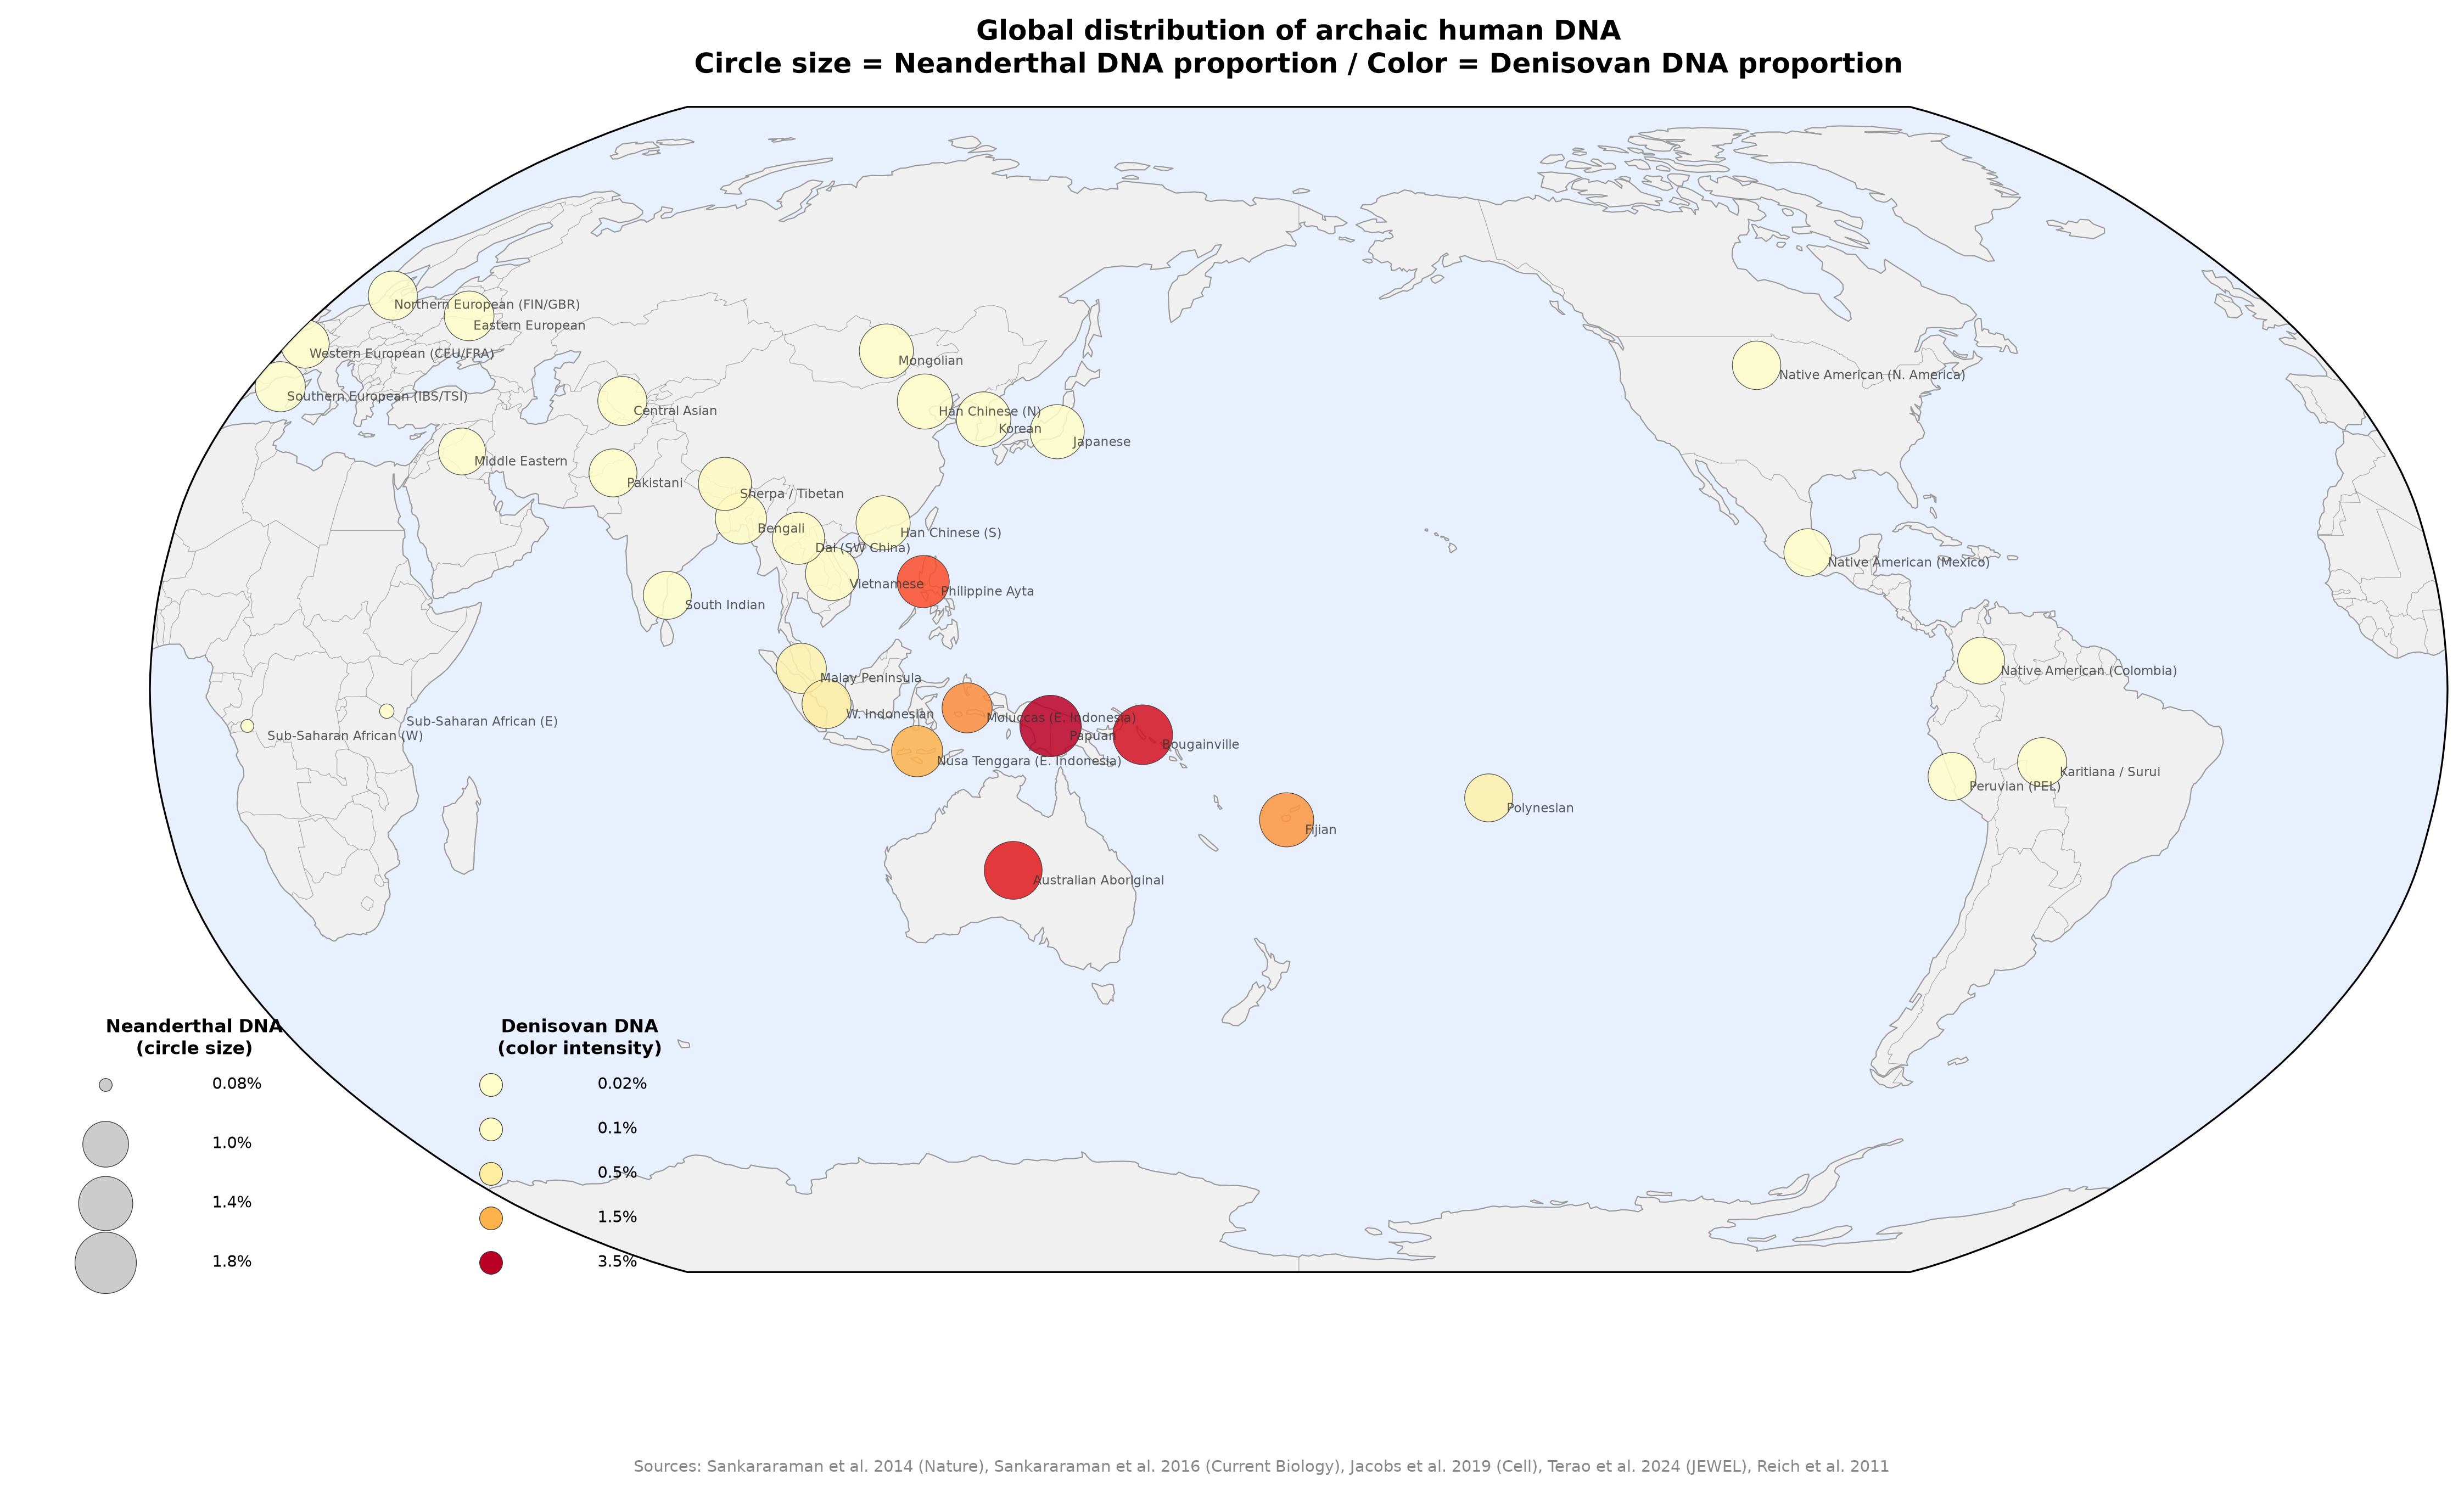 Global distribution of archaic human DNA
Circle size = Neanderthal DNA proportion / Color = Denisovan DNA proportion
Northern European (FIN/GBR)
Eastern European
Western European (CEU/FRA)
Southern European (IBS/TSI)
Mongolian
Native American (N. America)
Central Asian
Han Chinese (N)
Korean
Japanese
Middle Eastern
Pakistani
Sherpa / Tibetan
Bengali
Han Chinese (S)
Dai (SW China)
Native American (Mexico)
Vietnamese
Philippine Ayta
South Indian
Native American (Colombia)
Malay Peninsula
W. Indonesian
Moluccas (E. Indonesia)
Sub-Saharan African (E)
Sub-Saharan African (W)
Papuan
Bougainville
Nusa Tenggara (E. Indonesia)
Karitiana / Surui
Peruvian (PEL)
Polynesian
Fijian
Australian Aboriginal
Neanderthal DNA
(circle size)
0.08%
1.0%
1.4%
1.8%
Denisovan DNA
(color intensity)
0.02%
0.1%
0.5%
1.5%
3.5%
Sources: Sankararaman et al. 2014 (Nature), Sankararaman et al. 2016 (Current Biology), Jacobs et al. 2019 (Cell), Terao et al. 2024 (JEWEL), Reich et al. 2011